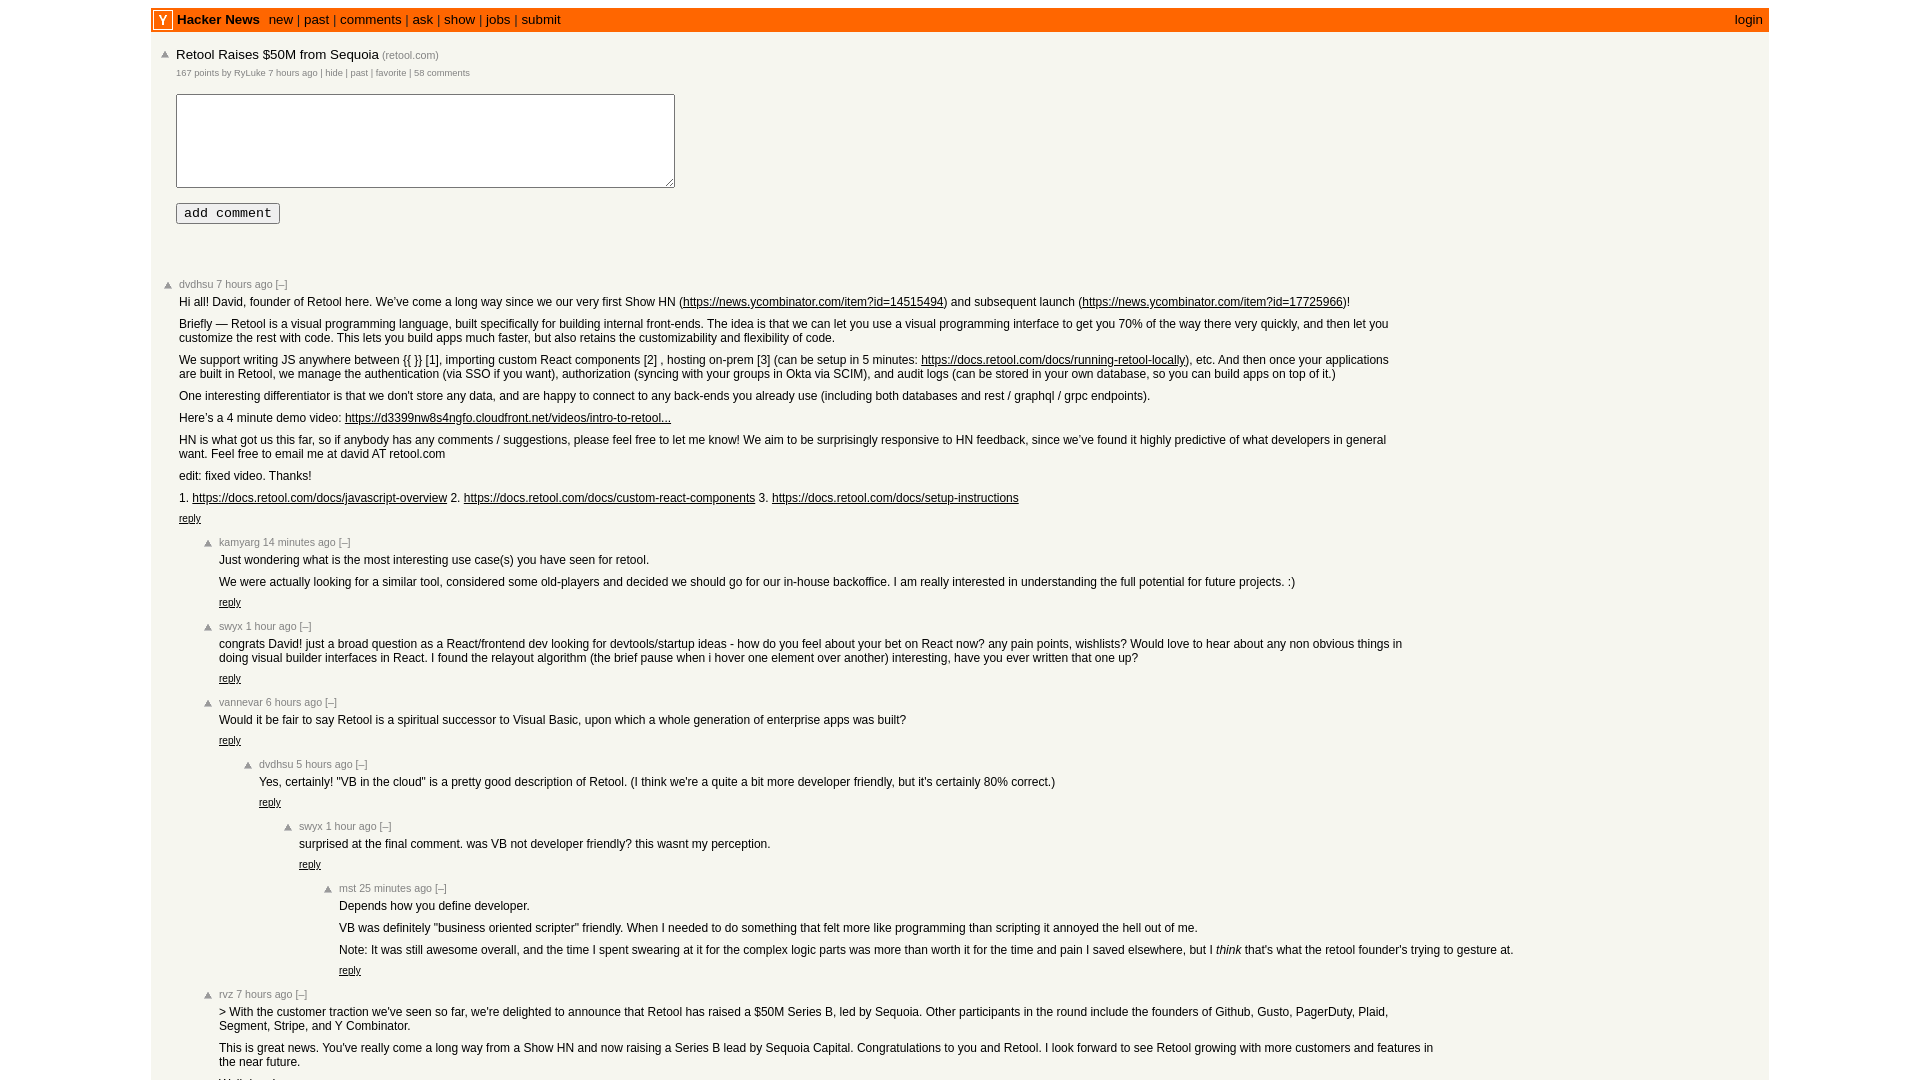 Y Hacker News new | past | comments | ask | show | jobs | submit login
Retool Raises $50M from Sequoia (retool.com)
167 points by RyLuke 7 hours ago | hide | past | favorite | 58 comments
add comment
dvdhsu 7 hours ago [–]
Hi all! David, founder of Retool here. We’ve come a long way since we our very first Show HN (https://news.ycombinator.com/item?id=14515494) and subsequent launch (https://news.ycombinator.com/item?id=17725966)!
Briefly — Retool is a visual programming language, built specifically for building internal front-ends. The idea is that we can let you use a visual programming interface to get you 70% of the way there very quickly, and then let you
customize the rest with code. This lets you build apps much faster, but also retains the customizability and flexibility of code.
We support writing JS anywhere between {{ }} [1], importing custom React components [2] , hosting on-prem [3] (can be setup in 5 minutes: https://docs.retool.com/docs/running-retool-locally), etc. And then once your applications
are built in Retool, we manage the authentication (via SSO if you want), authorization (syncing with your groups in Okta via SCIM), and audit logs (can be stored in your own database, so you can build apps on top of it.)
One interesting differentiator is that we don't store any data, and are happy to connect to any back-ends you already use (including both databases and rest / graphql / grpc endpoints).
Here’s a 4 minute demo video: https://d3399nw8s4ngfo.cloudfront.net/videos/intro-to-retool...
HN is what got us this far, so if anybody has any comments / suggestions, please feel free to let me know! We aim to be surprisingly responsive to HN feedback, since we’ve found it highly predictive of what developers in general
want. Feel free to email me at david AT retool.com
edit: fixed video. Thanks!
1. https://docs.retool.com/docs/javascript-overview 2. https://docs.retool.com/docs/custom-react-components 3. https://docs.retool.com/docs/setup-instructions
reply
kamyarg 14 minutes ago [–]
Just wondering what is the most interesting use case(s) you have seen for retool.
We were actually looking for a similar tool, considered some old-players and decided we should go for our in-house backoffice. I am really interested in understanding the full potential for future projects. :)
reply
swyx 1 hour ago [–]
congrats David! just a broad question as a React/frontend dev looking for devtools/startup ideas - how do you feel about your bet on React now? any pain points, wishlists? Would love to hear about any non obvious things in
doing visual builder interfaces in React. I found the relayout algorithm (the brief pause when i hover one element over another) interesting, have you ever written that one up?
reply
vannevar 6 hours ago [–]
Would it be fair to say Retool is a spiritual successor to Visual Basic, upon which a whole generation of enterprise apps was built?
reply
dvdhsu 5 hours ago [–]
Yes, certainly! "VB in the cloud" is a pretty good description of Retool. (I think we're a quite a bit more developer friendly, but it's certainly 80% correct.)
reply
swyx 1 hour ago [–]
surprised at the final comment. was VB not developer friendly? this wasnt my perception.
reply
mst 25 minutes ago [–]
Depends how you define developer.
VB was definitely "business oriented scripter" friendly. When I needed to do something that felt more like programming than scripting it annoyed the hell out of me.
Note: It was still awesome overall, and the time I spent swearing at it for the complex logic parts was more than worth it for the time and pain I saved elsewhere, but I think that's what the retool founder's trying to gesture at.
reply
rvz 7 hours ago [–]
> With the customer traction we've seen so far, we're delighted to announce that Retool has raised a $50M Series B, led by Sequoia. Other participants in the round include the founders of Github, Gusto, PagerDuty, Plaid,
Segment, Stripe, and Y Combinator.
This is great news. You've really come a long way from a Show HN and now raising a Series B lead by Sequoia Capital. Congratulations to you and Retool. I look forward to see Retool growing with more customers and features in
the near future.